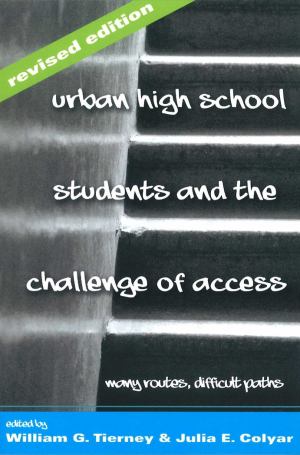 revised edition
urban high school
students and the
challenge of access
many routes, difficult paths
edited by
William G. Tierney & Julia E. Colyar